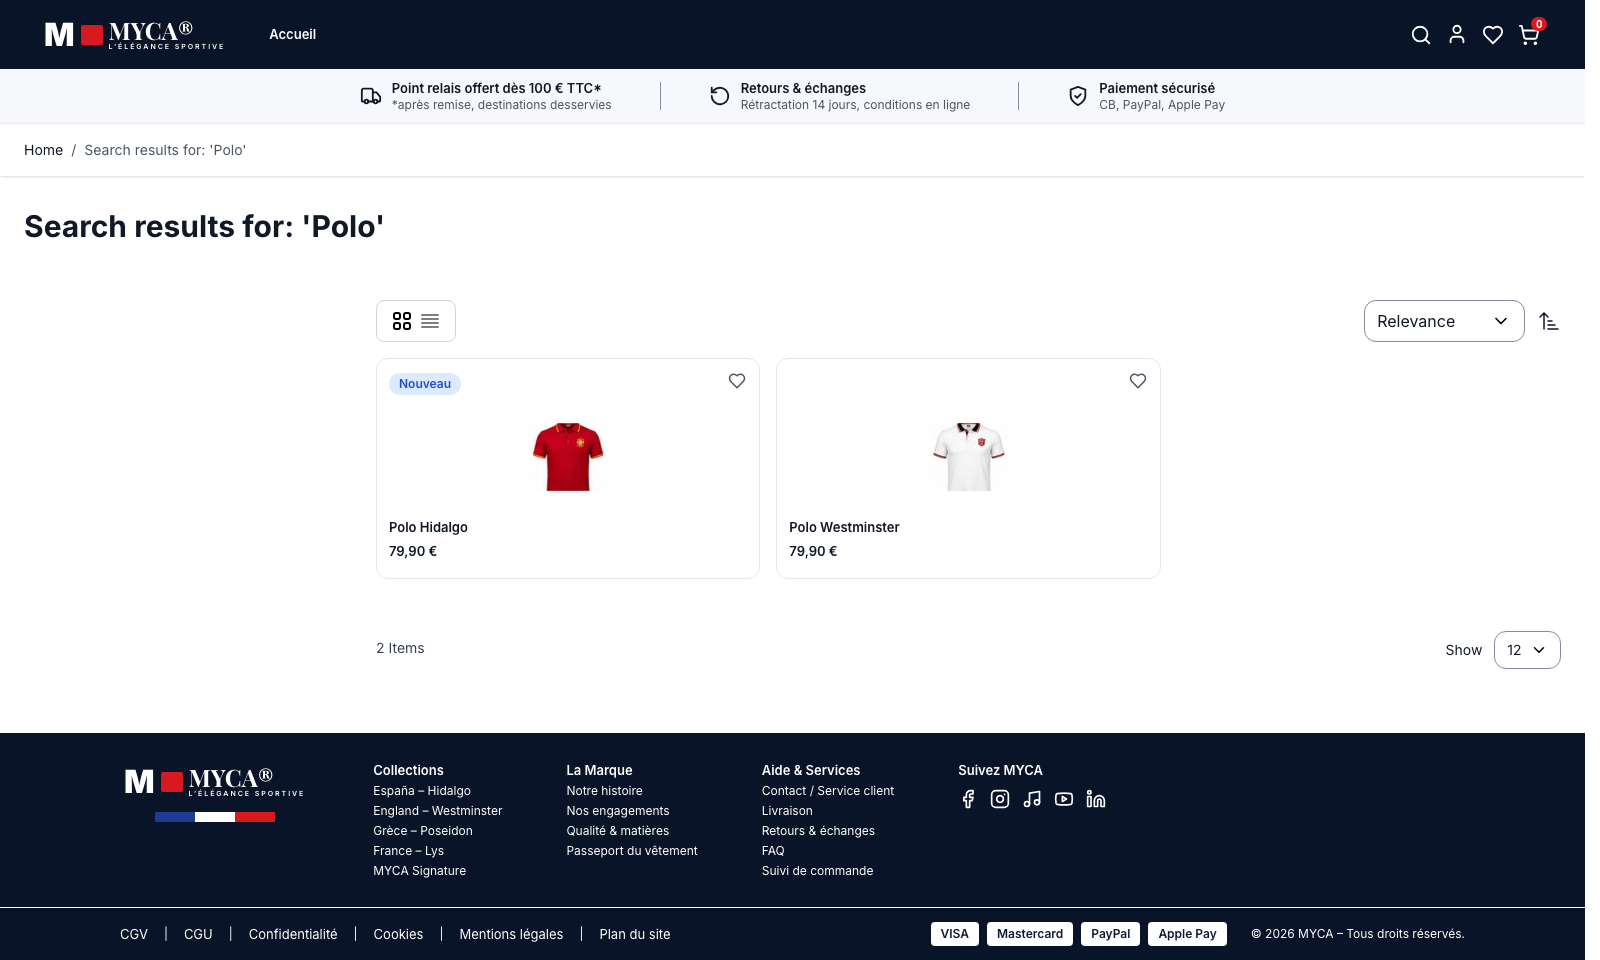 M MYCA®
L'ÉLÉGANCE SPORTIVE
Accueil
0
Point relais offert dès 100 € TTC*
*après remise, destinations desservies
Retours & échanges
Rétractation 14 jours, conditions en ligne
Paiement sécurisé
CB, PayPal, Apple Pay
Home / Search results for: 'Polo'
Search results for: 'Polo'
Relevance
Nouveau
Polo Hidalgo
79,90 €
Polo Westminster
79,90 €
2 Items
Show 12
M MYCA®
L'ÉLÉGANCE SPORTIVE
Collections
España – Hidalgo
England – Westminster
Grèce – Poseidon
France – Lys
MYCA Signature
La Marque
Notre histoire
Nos engagements
Qualité & matières
Passeport du vêtement
Aide & Services
Contact / Service client
Livraison
Retours & échanges
FAQ
Suivi de commande
Suivez MYCA
CGV | CGU | Confidentialité | Cookies | Mentions légales | Plan du site
VISA Mastercard PayPal Apple Pay © 2026 MYCA – Tous droits réservés.